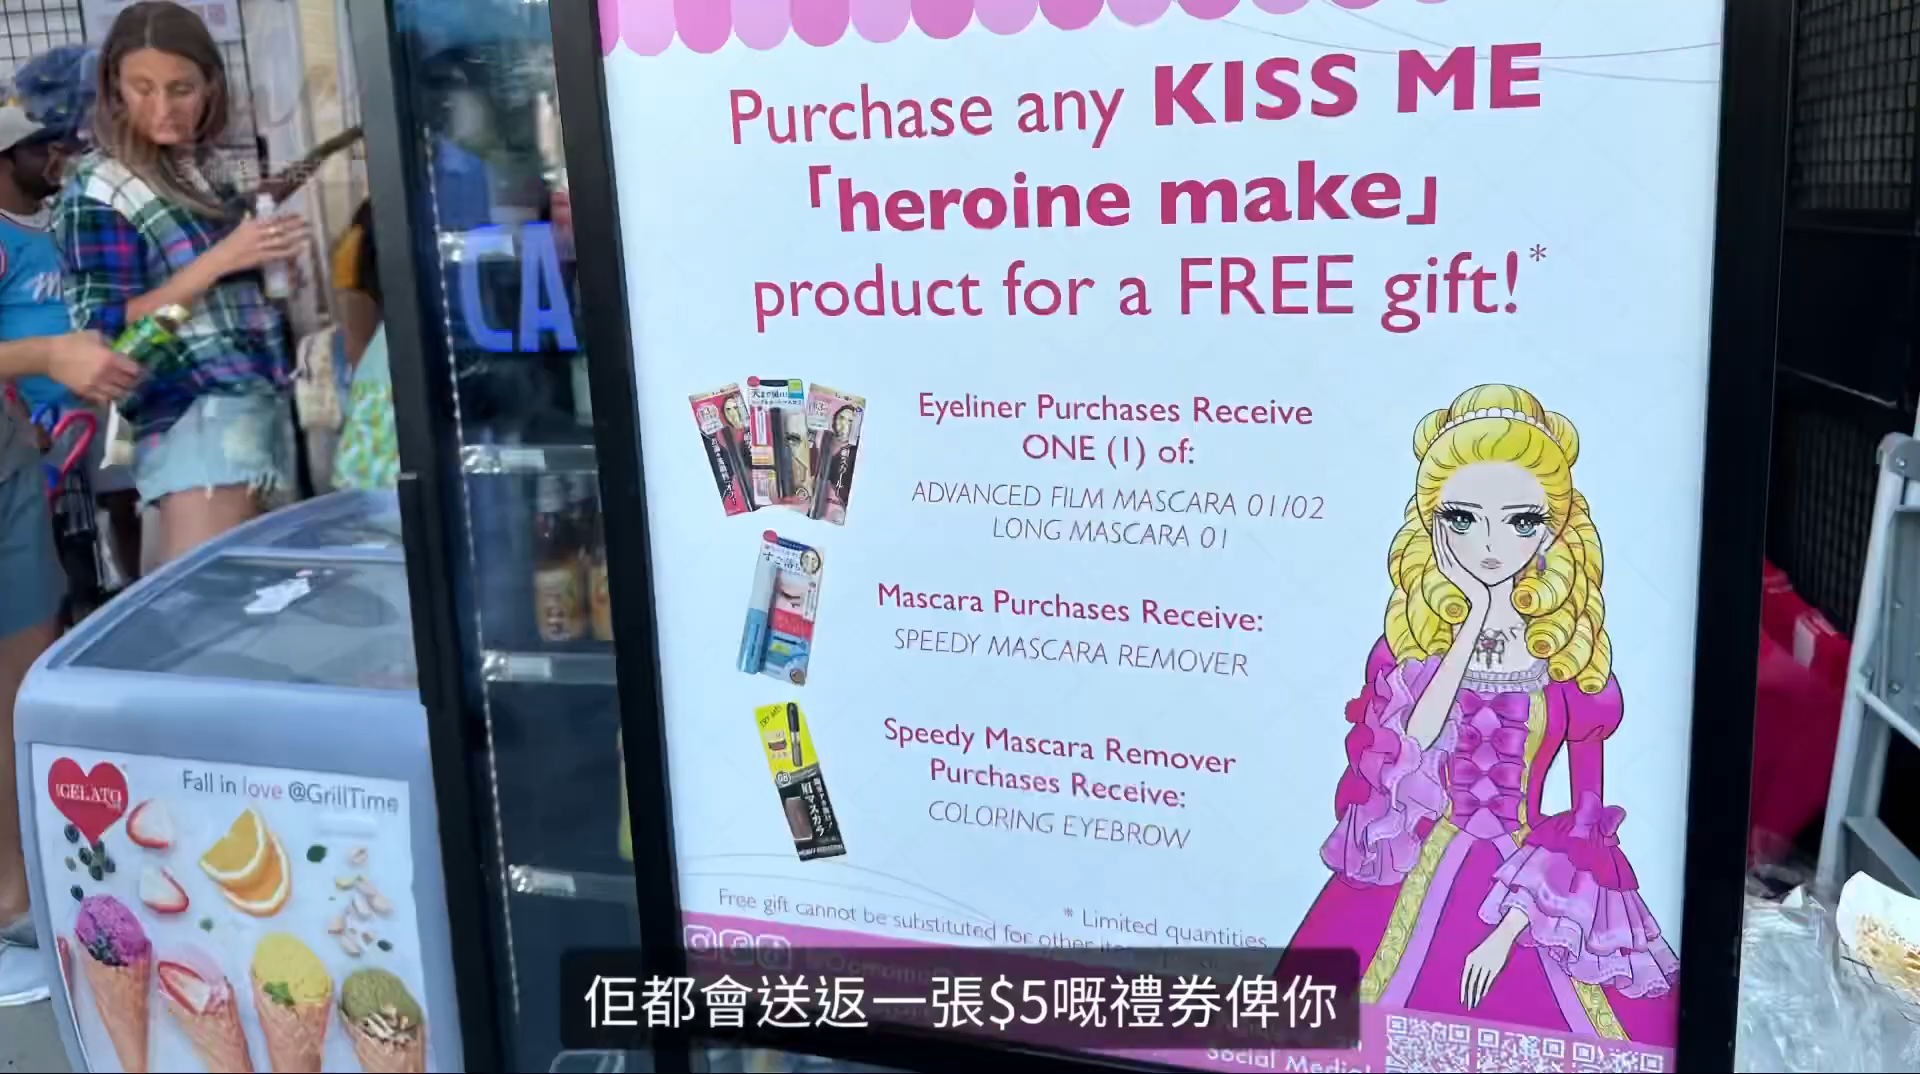 Purchase any KISS ME
「heroine make」
product for a FREE gift!*
Eyeliner Purchases Receive
ONE (1) of:
ADVANCED FILM MASCARA 01/02
LONG MASCARA 01
Mascara Purchases Receive:
SPEEDY MASCARA REMOVER
Speedy Mascara Remover
Purchases Receive:
COLORING EYEBROW
* Limited quantities
Free gift cannot be substituted for other
Social Media
CA
GELATO
Fall in love @GrillTime
佢都會送返一張$5嘅禮券俾你